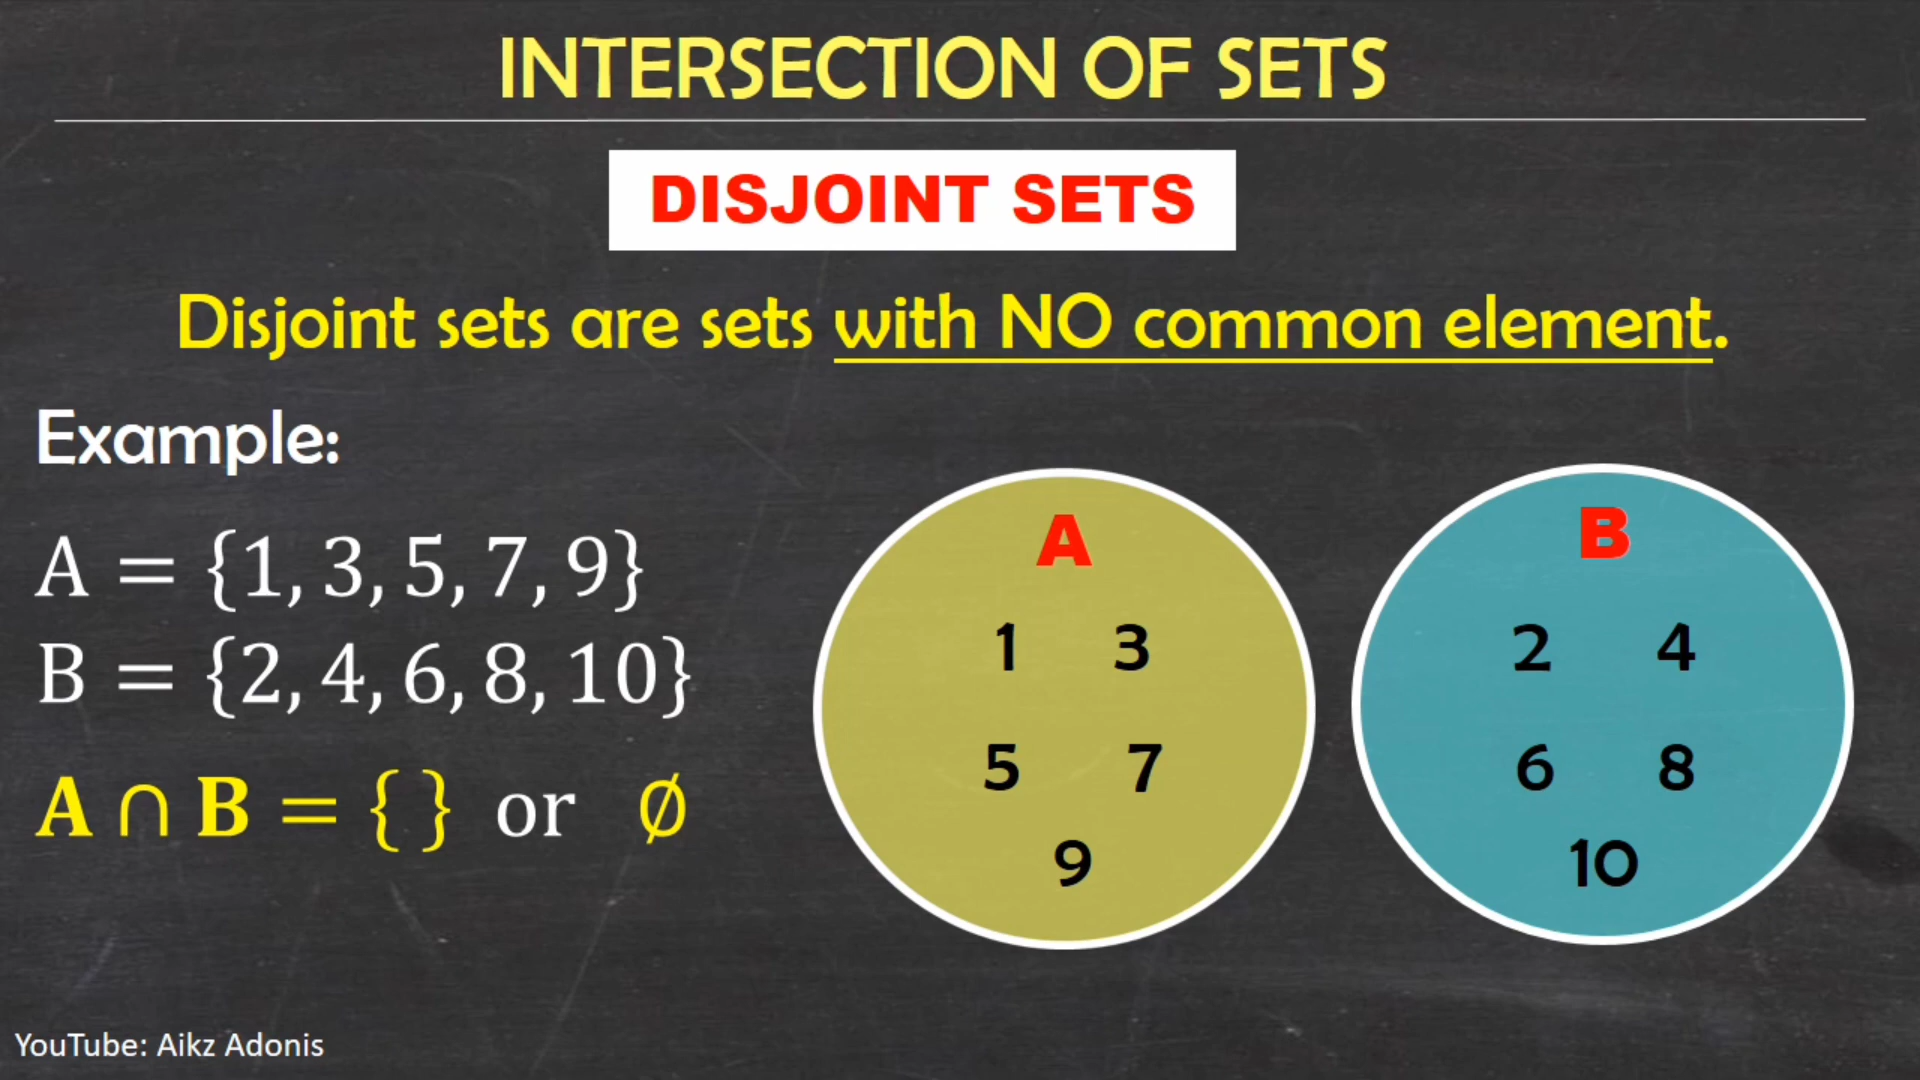 INTERSECTION OF SETS
DISJOINT SETS
Disjoint sets are sets with NO common element.
Example:
A = {1, 3, 5, 7, 9}
B = {2, 4, 6, 8, 10}
A ∩ B = { } or ∅
A
1 3
5 7
9
B
2 4
6 8
10
YouTube: Aikz Adonis